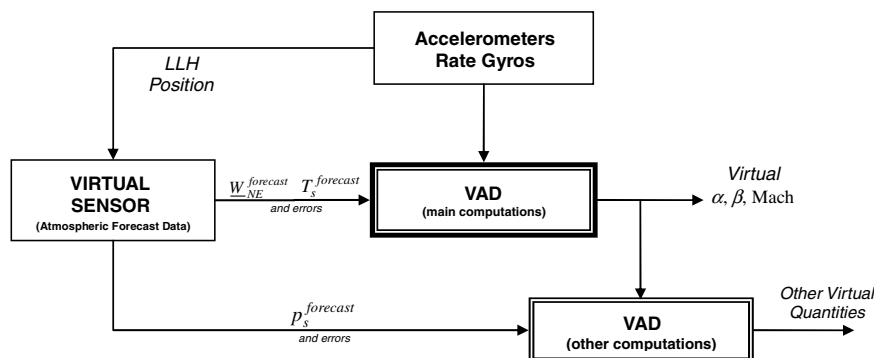 Accelerometers
Rate Gyros
LLH
Position
VIRTUAL
SENSOR
(Atmospheric Forecast Data)
W_NE^forecast T_s^forecast
and errors
VAD
(main computations)
Virtual
α, β, Mach
p_s^forecast
and errors
VAD
(other computations)
Other Virtual
Quantities